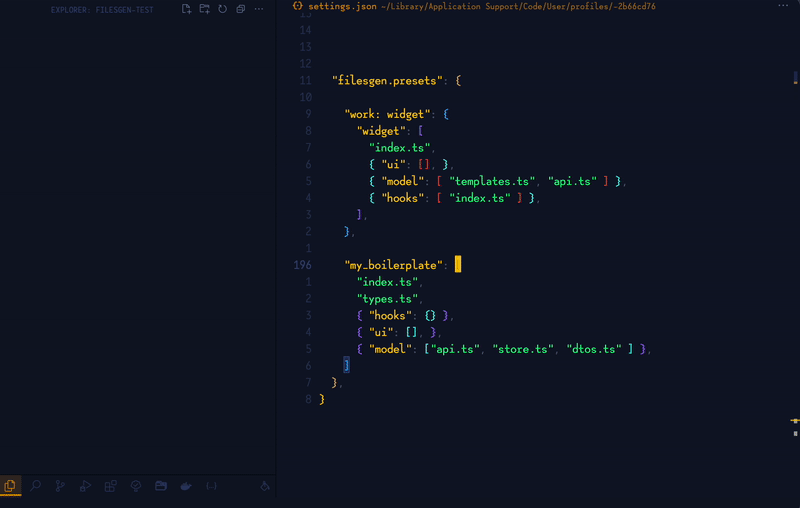 EXPLORER: FILESGEN-TEST
{} settings.json ~/Library/Application Support/Code/User/profiles/-2b66cd76 ...
15
14
13
12
11 "filesgen.presets": {
10
9 "work: widget": {
8 "widget": [
7 "index.ts",
6 { "ui": [], },
5 { "model": [ "templates.ts", "api.ts" ] },
4 { "hooks": [ "index.ts" ] },
3 ],
2 },
1
196 "my_boilerplate": [
1 "index.ts",
2 "types.ts",
3 { "hooks": {} },
4 { "ui": [], },
5 { "model": ["api.ts", "store.ts", "dtos.ts" ] },
6 ]
7 },
8 }